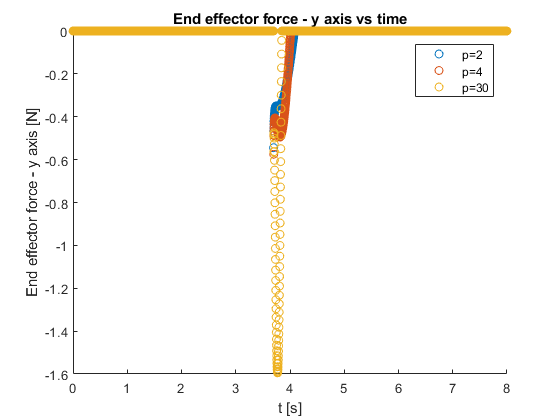 End effector force - y axis vs time
0
-0.2
-0.4
-0.6
-0.8
-1
-1.2
-1.4
-1.6
End effector force - y axis [N]
p=2
p=4
p=30
0 1 2 3 4 5 6 7 8
t [s]